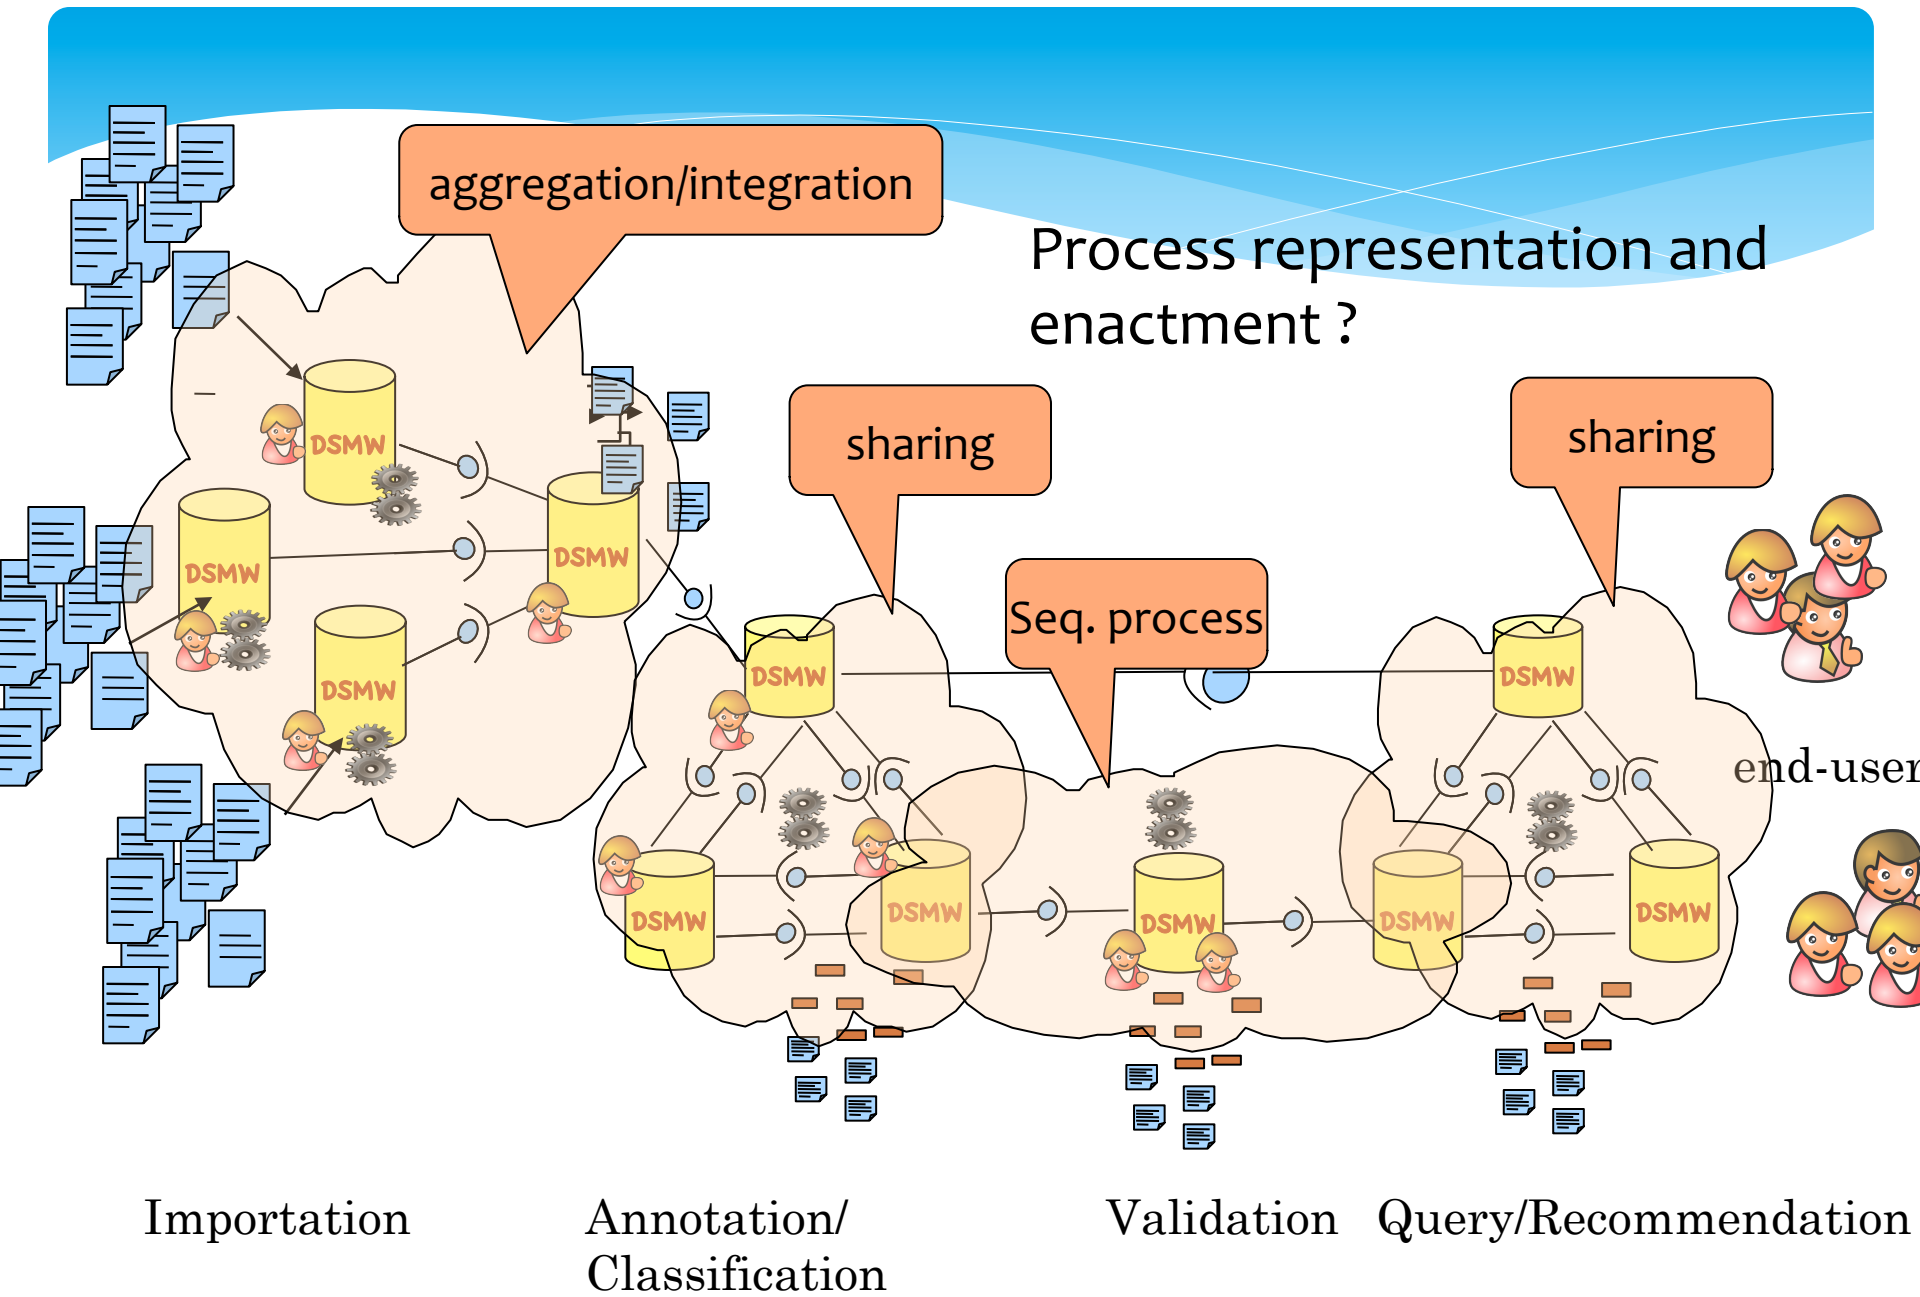 aggregation/integration
Process representation and
enactment ?
sharing
sharing
DSMW
DSMW
DSMW
DSMW
Seq. process
DSMW
DSMW
DSMW
end-user
DSMW
DSMW
DSMW
DSMW
DSMW
Importation
Annotation/
Classification
Validation
Query/Recommendation